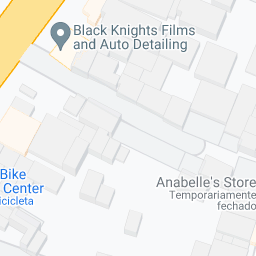 Black Knights Films
and Auto Detailing
Bike
Center
icicleta
Anabelle's Store
Temporariamente
fechado